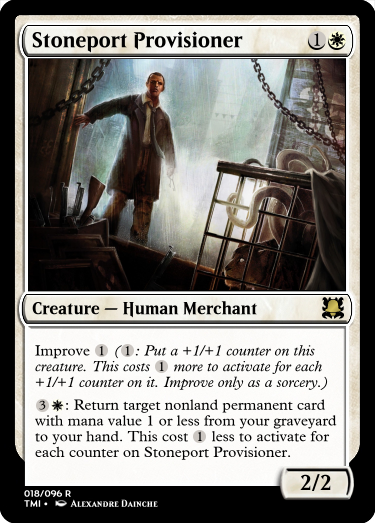 Stoneport Provisioner 1
Creature — Human Merchant
Improve 1 (1: Put a +1/+1 counter on this
creature. This costs 1 more to activate for each
+1/+1 counter on it. Improve only as a sorcery.)
3: Return target nonland permanent card
with mana value 1 or less from your graveyard
to your hand. This cost 1 less to activate for
each counter on Stoneport Provisioner.
2/2
018/096 R
TMI • Alexandre Dainche